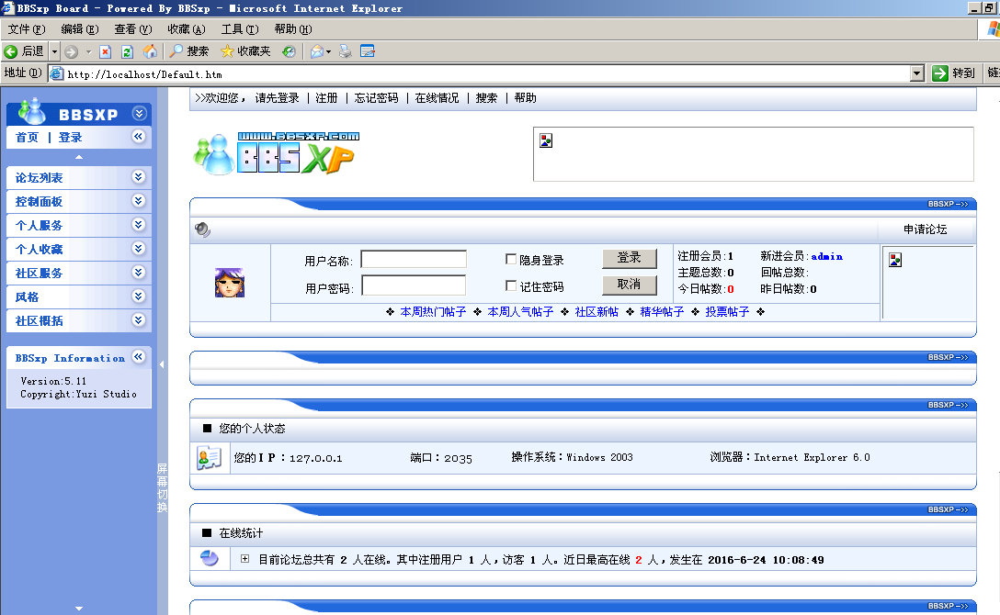 BBSxp Board - Powered By BBSxp - Microsoft Internet Explorer
文件(F) 编辑(E) 查看(V) 收藏(A) 工具(T) 帮助(H)
后退 搜索 收藏夹
地址(D) http://localhost/Default.htm 转到 链
BBSXP
首页 | 登录
论坛列表
控制面板
个人服务
个人收藏
社区服务
风格
社区概括
BBSxp Information
Version:5.11
Copyright:Yuzi Studio
屏幕切换
>>欢迎您， 请先登录 | 注册 | 忘记密码 | 在线情况 | 搜索 | 帮助
www.BBSXP.com
BBSXP
BBSXP ->>
申请论坛
用户名称: 隐身登录 登录
用户密码: 记住密码 取消
注册会员:1 新进会员:admin
主题总数:0 回帖总数:
今日帖数:0 昨日帖数:0
❖ 本周热门帖子 ❖ 本周人气帖子 ❖ 社区新帖 ❖ 精华帖子 ❖ 投票帖子 ❖
BBSXP ->>
BBSXP ->>
■ 您的个人状态
您的IP：127.0.0.1 端口：2035 操作系统：Windows 2003 浏览器：Internet Explorer 6.0
BBSXP ->>
■ 在线统计
目前论坛总共有 2 人在线。其中注册用户 1 人，访客 1 人。近日最高在线 2 人，发生在 2016-6-24 10:08:49
BBSXP ->>